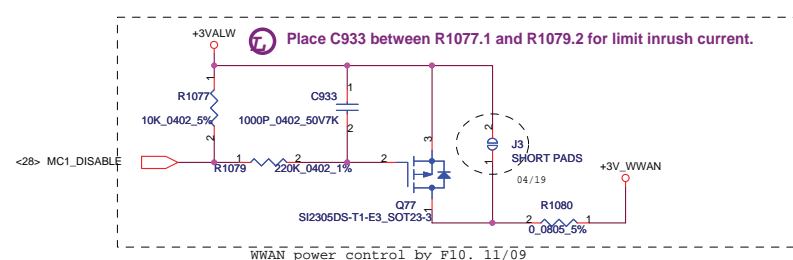 +3VALW
Place C933 between R1077.1 and R1079.2 for limit inrush current.
1
R1077
10K_0402_5%
2
C933
1
1000P_0402_50V7K
2
3
2
J3
1
SHORT PADS
04/19
<28> MC1_DISABLE
1
R1079
2
220K_0402_1%
2
+3V_WWAN
Q77
1
SI2305DS-T1-E3_SOT23-3
R1080
2
1
0_0805_5%
WWAN power control by F10. 11/09